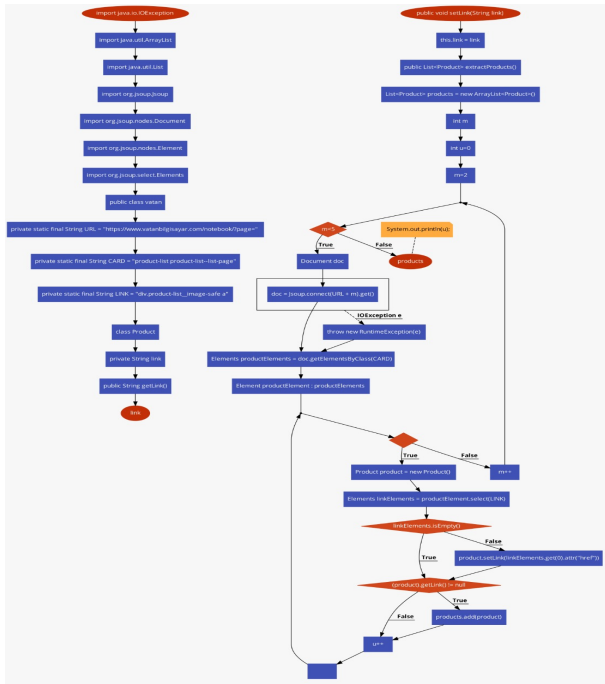 import java.io.IOException
import java.util.ArrayList
import java.util.List
import org.jsoup.Jsoup
import org.jsoup.nodes.Document
import org.jsoup.nodes.Element
import org.jsoup.select.Elements
public class vatan
private static final String URL = "https://www.vatanbilgisayar.com/notebook/?page="
private static final String CARD = "product-list product-list--list-page"
private static final String LINK = "div.product-list__image-safe a"
class Product
private String link
public String getLink()
link
public void setLink(String link)
this.link = link
public List<Product> extractProducts()
List<Product> products = new ArrayList<Product>()
int m
int u=0
m=2
m<5
System.out.println(u);
True
False
Document doc
products
doc = Jsoup.connect(URL + m).get()
IOException e
throw new RuntimeException(e)
Elements productElements = doc.getElementsByClass(CARD)
Element productElement : productElements
True
False
Product product = new Product()
m++
Elements linkElements = productElement.select(LINK)
linkElements.isEmpty()
False
True
product.setLink(linkElements.get(0).attr("href"))
(product).getLink() != null
True
False
products.add(product)
u++